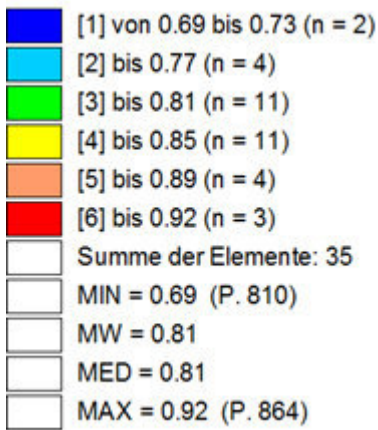 [1] von 0.69 bis 0.73 (n = 2)
[2] bis 0.77 (n = 4)
[3] bis 0.81 (n = 11)
[4] bis 0.85 (n = 11)
[5] bis 0.89 (n = 4)
[6] bis 0.92 (n = 3)
Summe der Elemente: 35
MIN = 0.69 (P. 810)
MW = 0.81
MED = 0.81
MAX = 0.92 (P. 864)